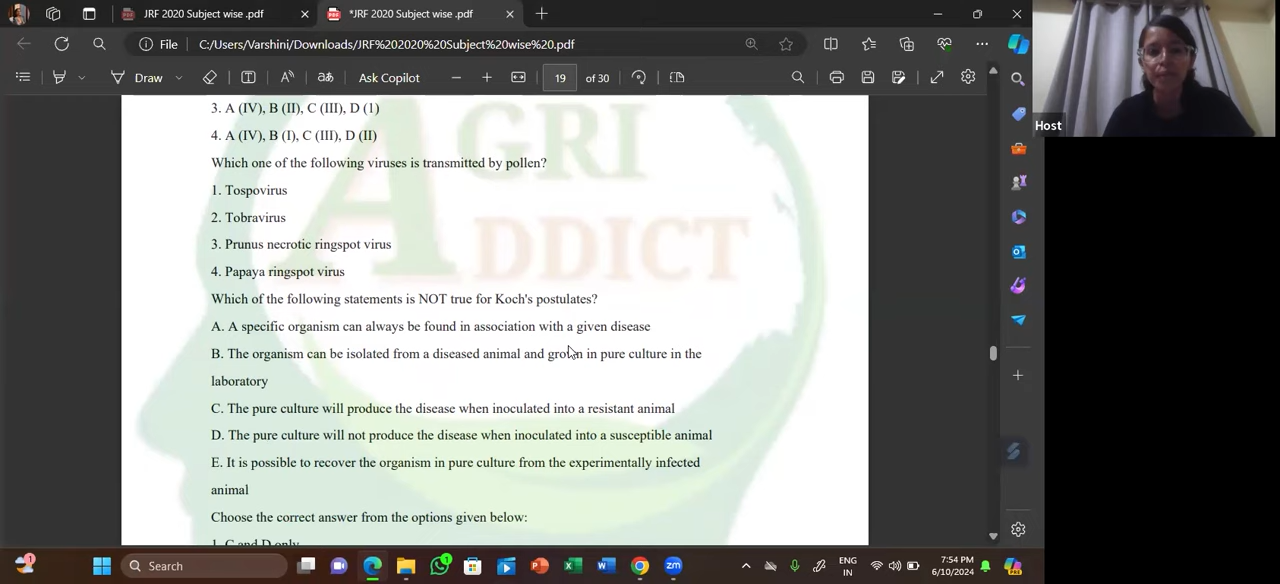 JRF 2020 Subject wise .pdf
*JRF 2020 Subject wise .pdf
File
C:/Users/Varshini/Downloads/JRF%202020%20Subject%20wise%20.pdf
Draw
Ask Copilot
19 of 30
Host
AGRI
ADDICT
3. A (IV), B (II), C (III), D (1)
4. A (IV), B (I), C (III), D (II)
Which one of the following viruses is transmitted by pollen?
1. Tospovirus
2. Tobravirus
3. Prunus necrotic ringspot virus
4. Papaya ringspot virus
Which of the following statements is NOT true for Koch's postulates?
A. A specific organism can always be found in association with a given disease
B. The organism can be isolated from a diseased animal and grown in pure culture in the
laboratory
C. The pure culture will produce the disease when inoculated into a resistant animal
D. The pure culture will not produce the disease when inoculated into a susceptible animal
E. It is possible to recover the organism in pure culture from the experimentally infected
animal
Choose the correct answer from the options given below:
1. C and D only
Search
ENG
IN
7:54 PM
6/10/2024